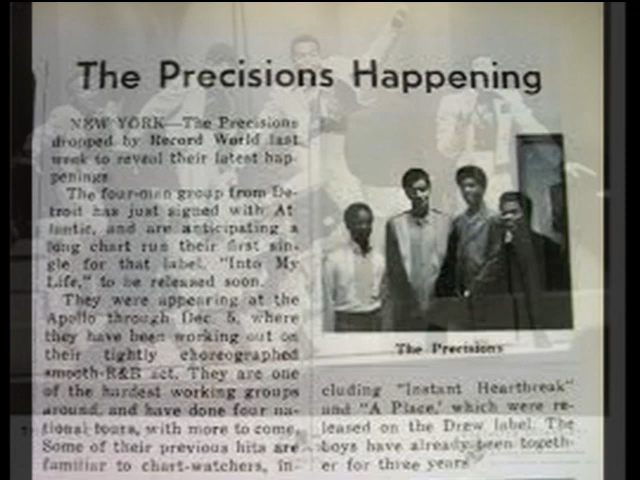 The Precisions Happening
NEW YORK—The Precisions
dropped by Record World last
week to reveal their latest hap-
penings.
The four-man group from De-
troit has just signed with At
lantic, and are anticipating a
long chart run their first sin-
gle for that label, "Into My
Life," to be released soon.
They were appearing at the
Apollo through Dec. 5, where
they have been working out on
their tightly choreographed
smooth-R&B act. They are one
of the hardest working groups
around, and have done four na-
tional tours, with more to come.
Some of their previous hits are
familiar to chart-watchers, in-
The Precisions
cluding "Instant Heartbreak"
and "A Place,' which were re-
leased on the Drew label. The
boys have already been togeth-
er for three years